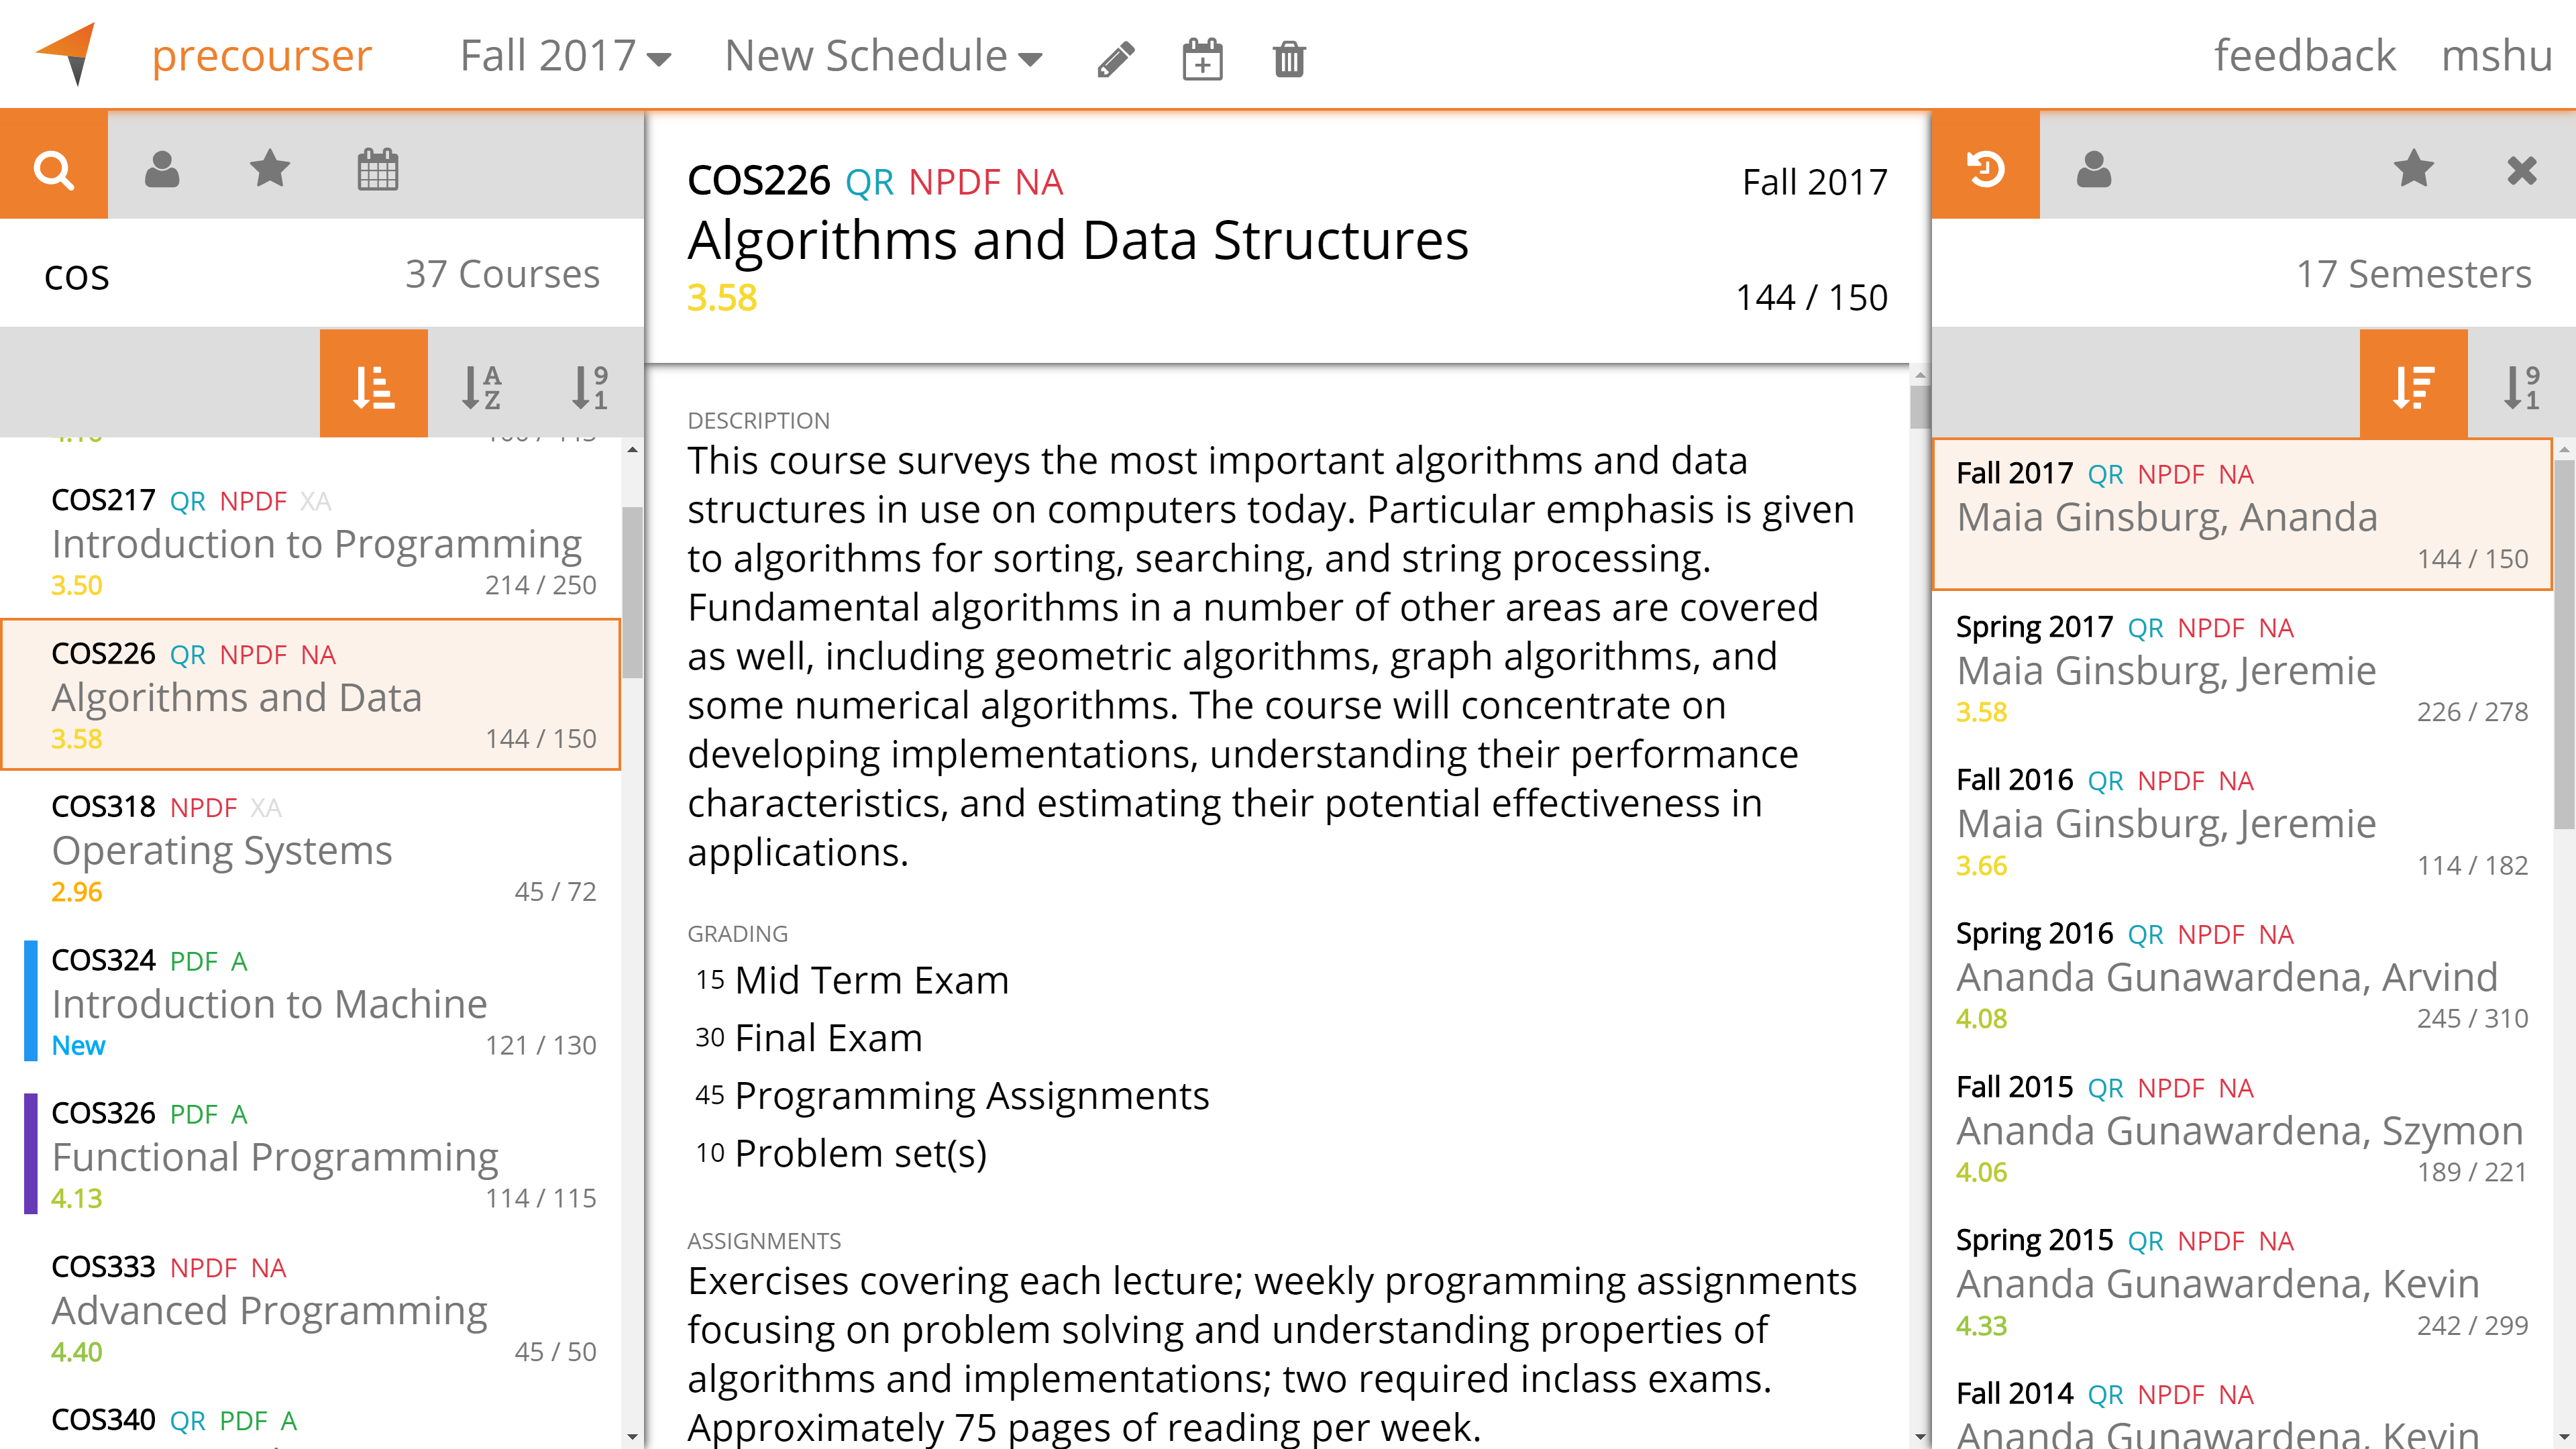 precourser
Fall 2017
New Schedule
feedback
mshu
cos
37 Courses
A
Z
9
1
COS217 QR NPDF XA
Introduction to Programming
3.50
214 / 250
COS226 QR NPDF NA
Algorithms and Data
3.58
144 / 150
COS318 NPDF XA
Operating Systems
2.96
45 / 72
COS324 PDF A
Introduction to Machine
New
121 / 130
COS326 PDF A
Functional Programming
4.13
114 / 115
COS333 NPDF NA
Advanced Programming
4.40
45 / 50
COS340 QR PDF A
COS226 QR NPDF NA
Fall 2017
Algorithms and Data Structures
3.58
144 / 150
DESCRIPTION
This course surveys the most important algorithms and data
structures in use on computers today. Particular emphasis is given
to algorithms for sorting, searching, and string processing.
Fundamental algorithms in a number of other areas are covered
as well, including geometric algorithms, graph algorithms, and
some numerical algorithms. The course will concentrate on
developing implementations, understanding their performance
characteristics, and estimating their potential effectiveness in
applications.
GRADING
15 Mid Term Exam
30 Final Exam
45 Programming Assignments
10 Problem set(s)
ASSIGNMENTS
Exercises covering each lecture; weekly programming assignments
focusing on problem solving and understanding properties of
algorithms and implementations; two required inclass exams.
Approximately 75 pages of reading per week.
17 Semesters
9
1
Fall 2017 QR NPDF NA
Maia Ginsburg, Ananda
144 / 150
Spring 2017 QR NPDF NA
Maia Ginsburg, Jeremie
3.58
226 / 278
Fall 2016 QR NPDF NA
Maia Ginsburg, Jeremie
3.66
114 / 182
Spring 2016 QR NPDF NA
Ananda Gunawardena, Arvind
4.08
245 / 310
Fall 2015 QR NPDF NA
Ananda Gunawardena, Szymon
4.06
189 / 221
Spring 2015 QR NPDF NA
Ananda Gunawardena, Kevin
4.33
242 / 299
Fall 2014 QR NPDF NA
Ananda Gunawardena, Kevin